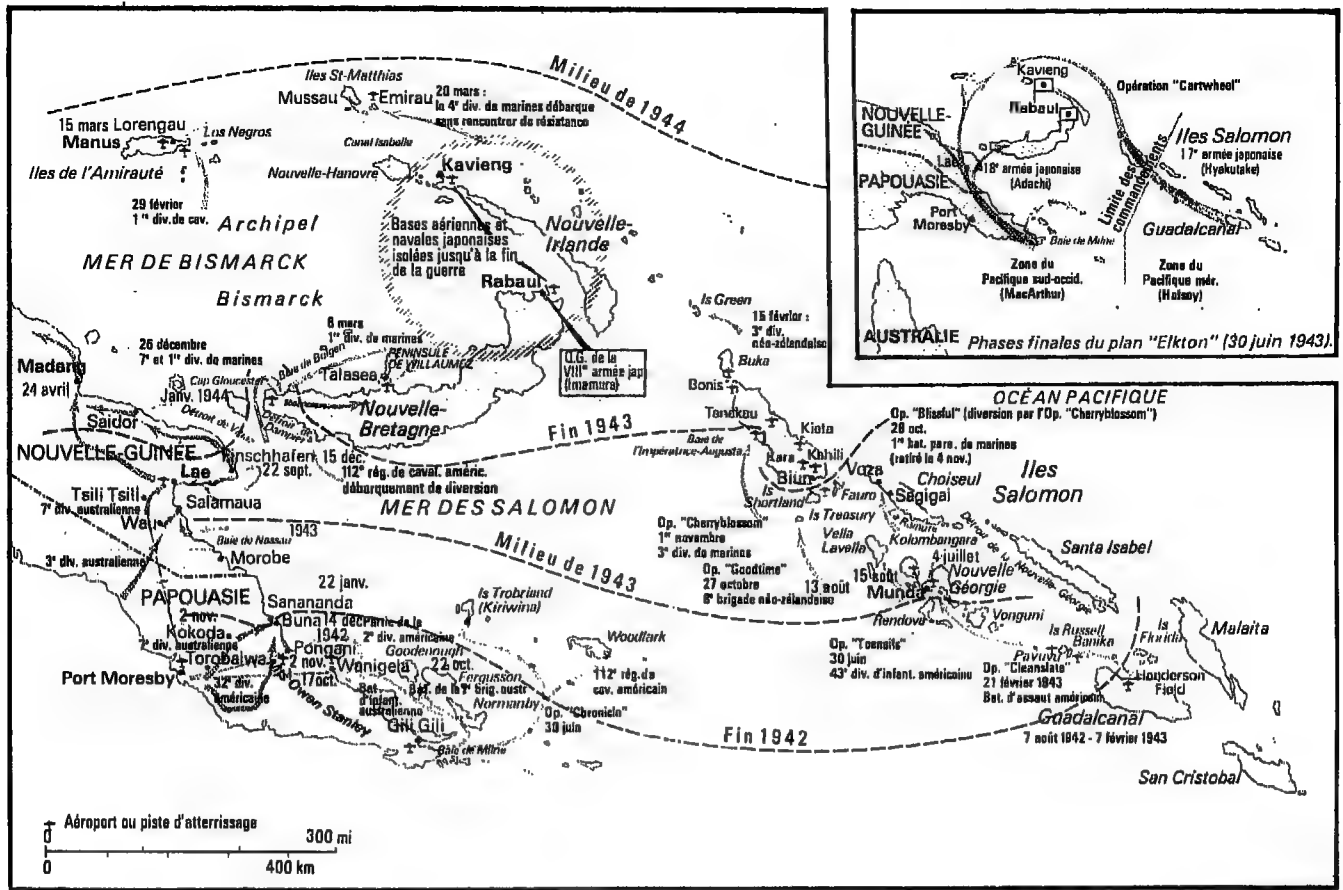 Milieu de 1944
Iles St-Matthias
Mussau
Emirau
20 mars :
la 4ᵉ div. de marines débarque
sans rencontrer de résistance
15 mars
Lorengau
Manus
Los Negros
Iles de l'Amirauté
29 février
1ʳᵉ div. de cav.
Canal Isabelle
Nouvelle-Hanovre
Kavieng
Archipel
Bismarck
MER DE BISMARCK
Bases aériennes et
navales japonaises
isolées jusqu'à la fin
de la guerre
Nouvelle-
Irlande
Rabaul
Q.G. de la
VIIIᵉ armée jap
(Imamura)
6 mars
1ʳᵉ div. de marines
26 décembre
7ᵉ et 1ʳᵉ div. de marines
PÉNINSULE
DE WILLAUMEZ
Talasea
Cap Gloucester
Janv. 1944
Détroit de
Dampier
Nouvelle-
Bretagne
Madang
24 avril
Saidor
NOUVELLE-GUINÉE
Finschhafen
22 sept.
15 déc.
112ᵉ rég. de caval. améric.
débarquement de diversion
Fin 1943
Lae
Tsili Tsili
7ᵉ div. australienne
Salamaua
Wau
3ᵉ div. australienne
Baie de Nassau
1943
Morobe
MER DES SALOMON
Milieu de 1943
PAPOUASIE
22 janv.
Sanananda
Buna
14 déc.
1942
2 nov.
Kokoda
7ᵉ div. australienne
Torobaiwa
Port Moresby
32ᵉ div.
américaine
Mts Owen Stanley
Pongani
2
nov.
17 oct.
Wanigela
Bat.
d'infant.
australienne
Goodenough
22 oct.
Fergusson
Normanby
Gili Gili
Baie de Milne
Is Trobriand
(Kiriwina)
Woodlark
112ᵉ rég. de
cav. américain
Op. "Chronicle"
30 juin
Fin 1942
Is Green
15 février :
3ᵉ div.
néo-zélandaise
Buka
Bonis
Kieta
Baie de
l'Impératrice-Augusta
Kara
Kahili
Buin
Is
Shortland
Fauro
Is Treasury
Op. "Cherryblossom"
1ᵉʳ novembre
3ᵉ div. de marines
Op. "Goodtime"
27 octobre
8ᵉ brigade néo-zélandaise
OCÉAN PACIFIQUE
Op. "Blissful" (diversion par l'Op. "Cherryblossom")
28 oct.
1ᵉʳ bat. para. de marines
(retiré le 4 nov.)
Voza
Choiseul
Sagigai
Iles
Salomon
Vella
Lavella
Kolombangara
13 août
15 août
4 juillet
Munda
Nouvelle
Géorgie
Détroit de la Nouvelle Géorgie
Santa Isabel
Rendova
Vanguni
Op. "Toenails"
30 juin
43ᵉ div. d'infant. américaine
Is Russell
Pavuvu
Banika
Op. "Cleanslate"
21 février 1943
Bat. d'assaut américain
Is
Florida
Malaita
Henderson
Field
Guadalcanal
7 août 1942 - 7 février 1943
San Cristobal
Aéroport ou piste d'atterrissage
0
300 mi
0
400 km
Kavieng
Rabaul
Opération "Cartwheel"
NOUVELLE-
GUINÉE
Lae
PAPOUASIE
Port
Moresby
18ᵉ armée japonaise
(Adachi)
Iles Salomon
17ᵉ armée japonaise
(Hyakutake)
Limite des
commandements
Guadalcanal
Baie de Milne
Zone du
Pacifique sud-occid.
(MacArthur)
Zone du
Pacifique mér.
(Halsey)
AUSTRALIE
Phases finales du plan "Elkton" (30 juin 1943).